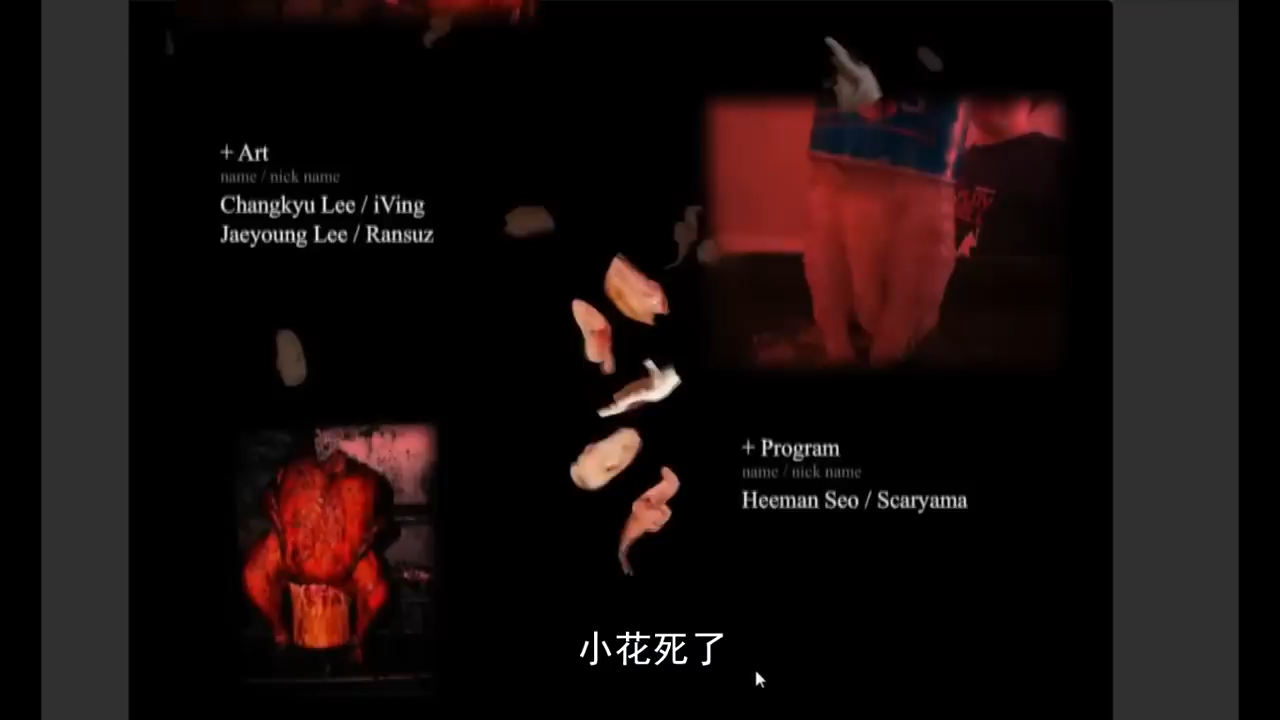 + Art
name / nick name
Changkyu Lee / iVing
Jaeyoung Lee / Ransuz
+ Program
name / nick name
Heeman Seo / Scaryama
小花死了